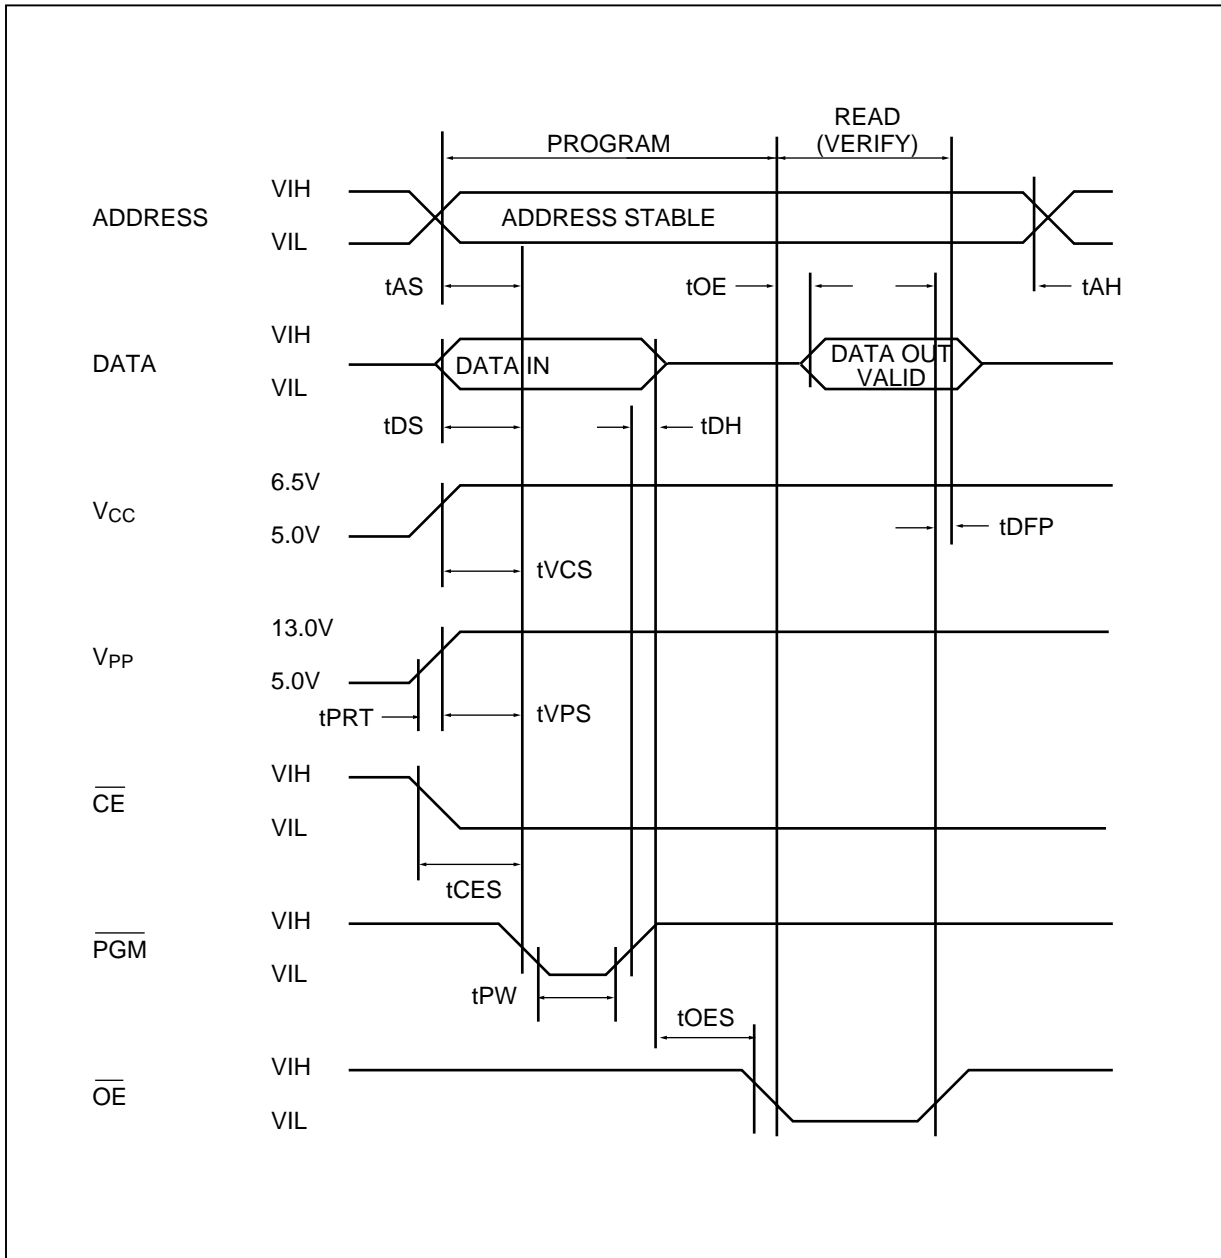 READ
PROGRAM (VERIFY)
VIH
ADDRESS ADDRESS STABLE
VIL
tAS tOE tAH
VIH
DATA DATA IN DATA OUT
VIL VALID
tDS tDH
6.5V
VCC
5.0V tDFP
tVCS
13.0V
VPP
5.0V
tPRT tVPS
VIH
CE
VIL
tCES
VIH
PGM
VIL
tPW
tOES
VIH
OE
VIL